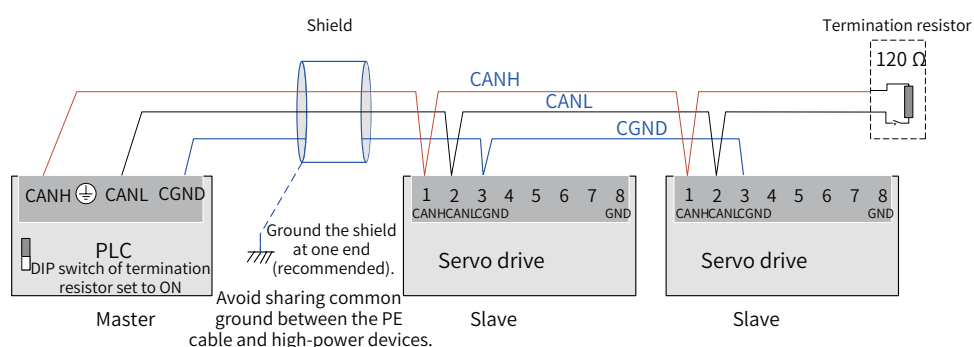 Shield
Termination resistor
120 Ω
CANH
CANL
CGND
CANH CANL CGND
PLC
DIP switch of termination
resistor set to ON
Master
Ground the shield
at one end
(recommended).
Avoid sharing common
ground between the PE
cable and high-power devices.
1 2 3 4 5 6 7 8
CANH CANL CGND GND
Servo drive
Slave
1 2 3 4 5 6 7 8
CANH CANL CGND GND
Servo drive
Slave